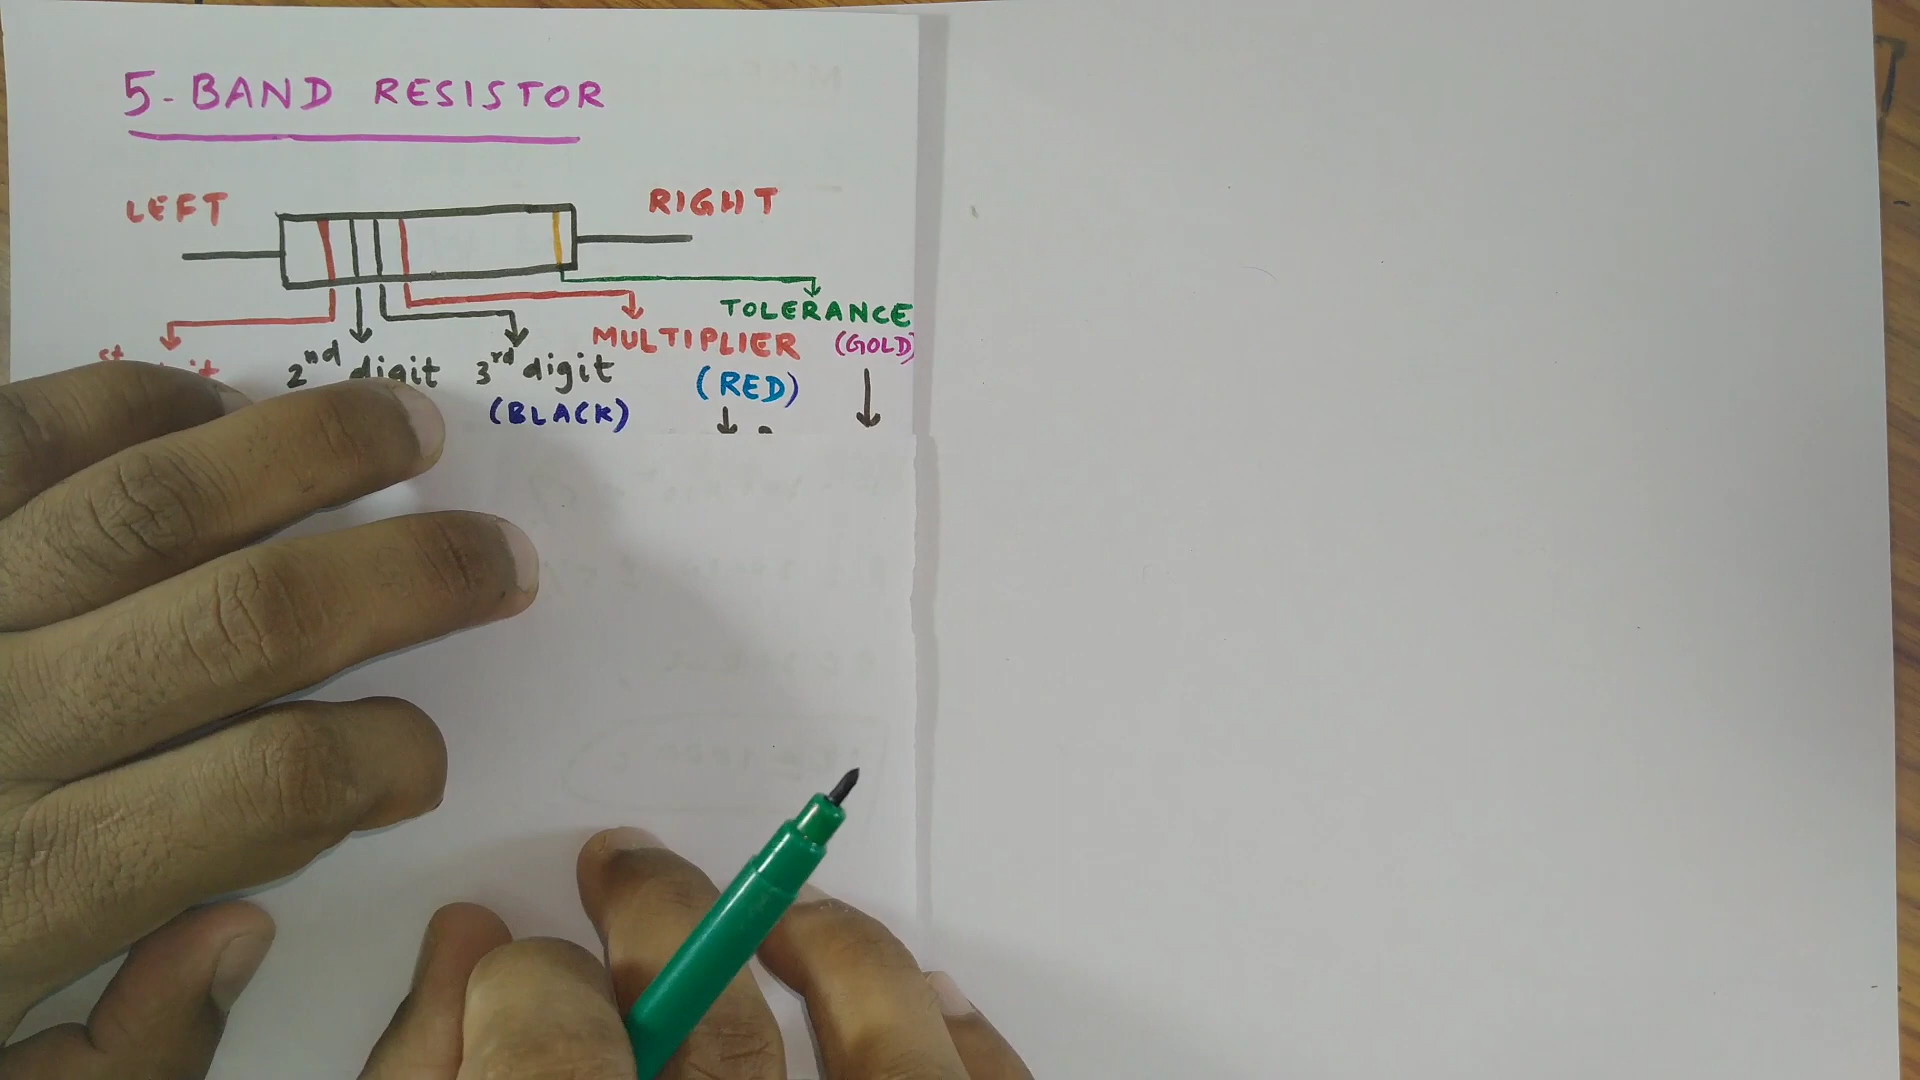 5-BAND RESISTOR
LEFT
RIGHT
TOLERANCE
MULTIPLIER (GOLD)
2nd digit 3rd digit
(RED)
(BLACK)